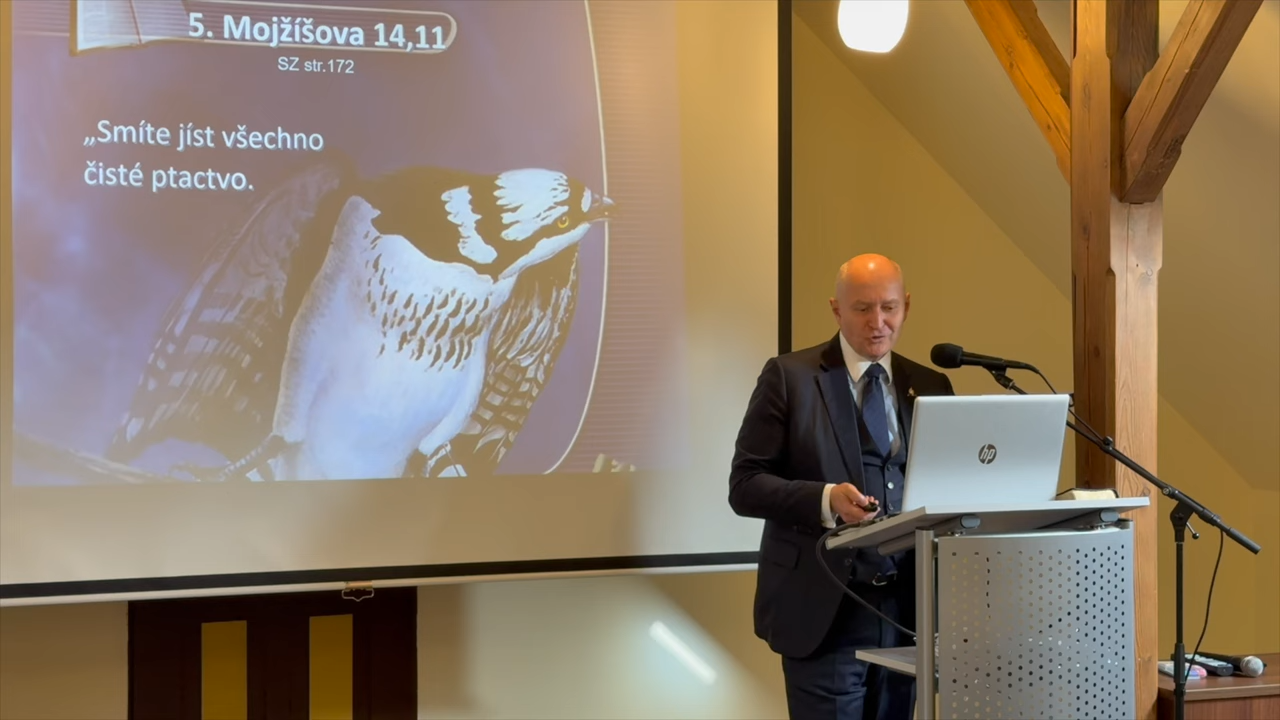 5. Mojžíšova 14,11
SZ str.172
„Smíte jíst všechno
čisté ptactvo.
hp